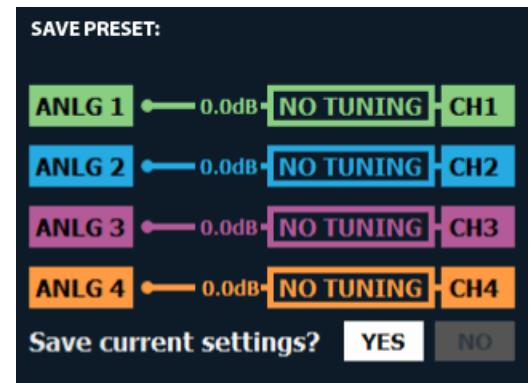 SAVE PRESET:
ANLG 1 0.0dB NO TUNING CH1
ANLG 2 0.0dB NO TUNING CH2
ANLG 3 0.0dB NO TUNING CH3
ANLG 4 0.0dB NO TUNING CH4
Save current settings? YES NO